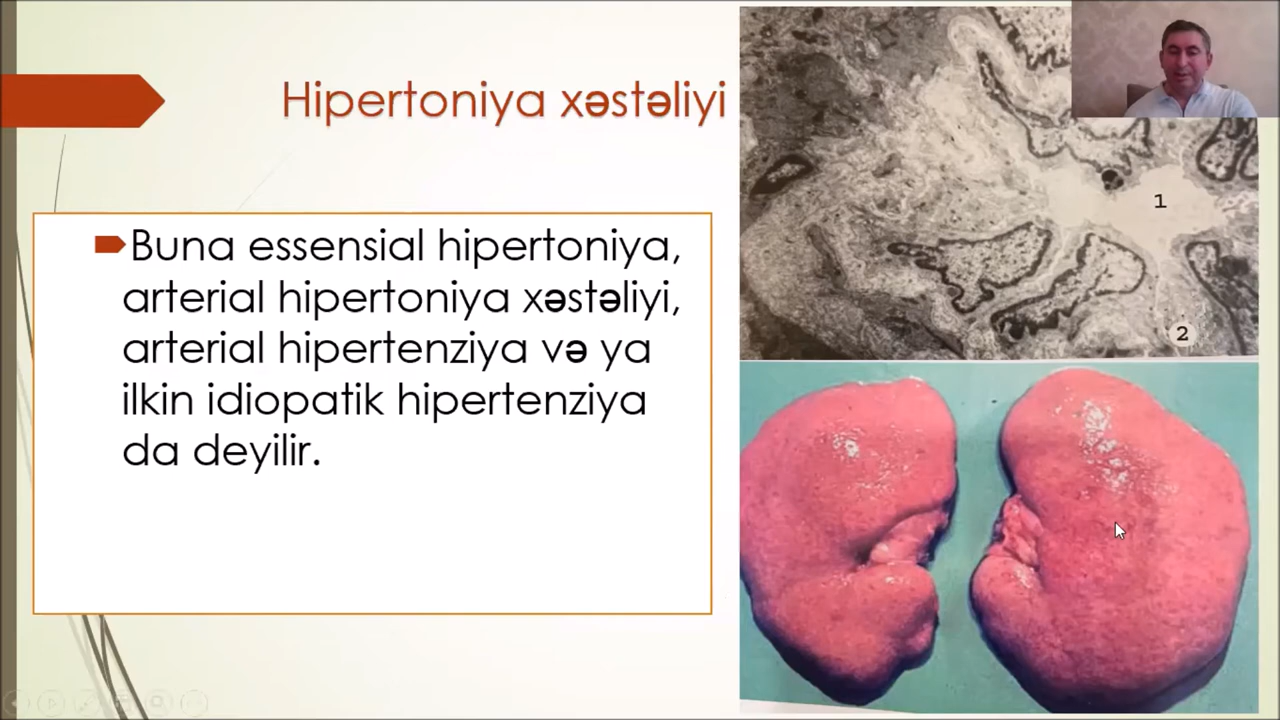 Hipertoniya xəstəliyi
Buna essensial hipertoniya,
arterial hipertoniya xəstəliyi,
arterial hipertenziya və ya
ilkin idiopatik hipertenziya
da deyilir.
1
2